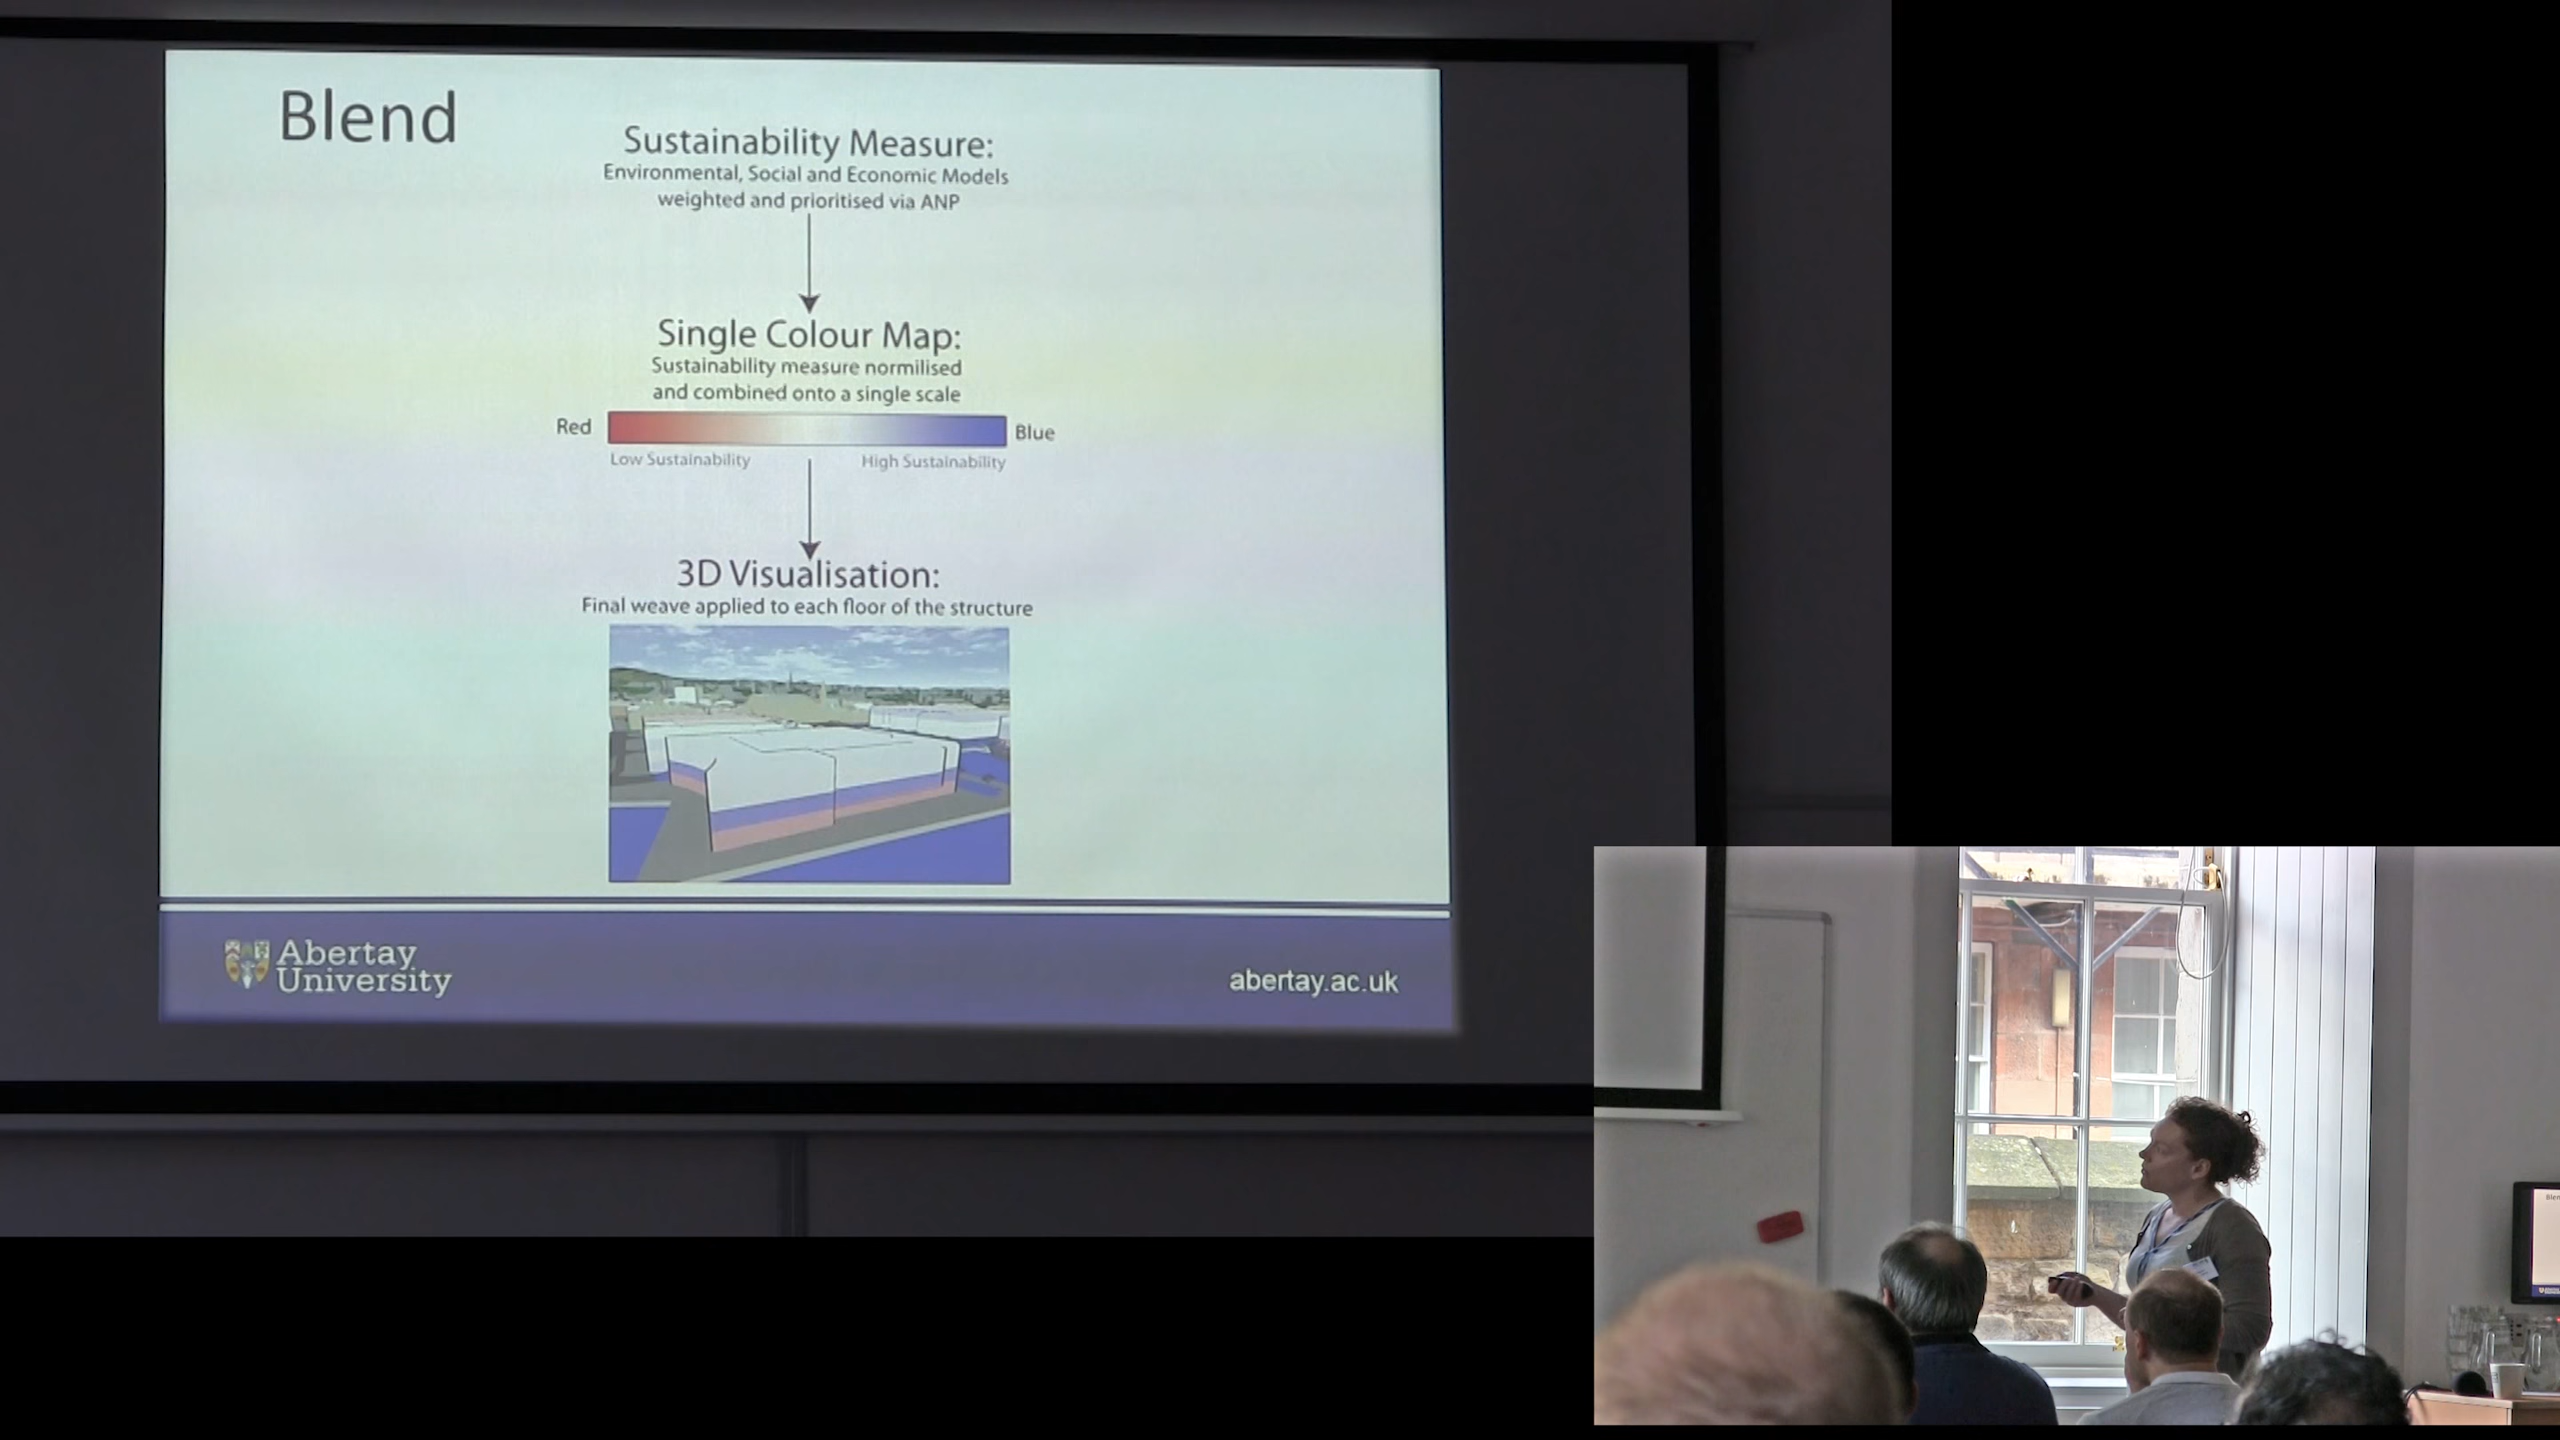 Blend
Sustainability Measure:
Environmental, Social and Economic Models
weighted and prioritised via ANP
Single Colour Map:
Sustainability measure normilised
and combined onto a single scale
Red
Blue
Low Sustainability
High Sustainability
3D Visualisation:
Final weave applied to each floor of the structure
Abertay
University
abertay.ac.uk